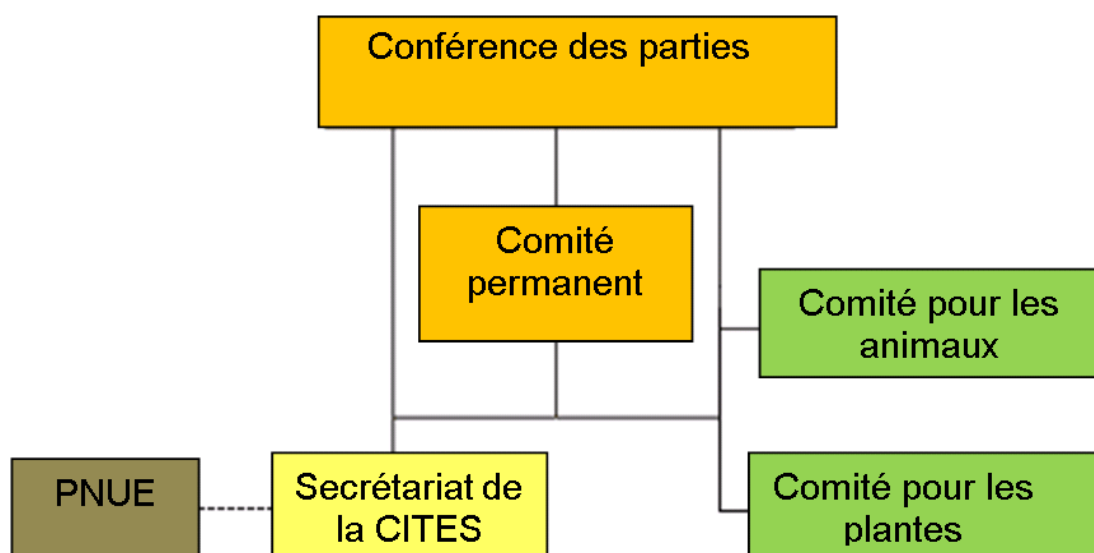 Conférence des parties
Comité
permanent
Comité pour les
animaux
PNUE
Secrétariat de
la CITES
Comité pour les
plantes